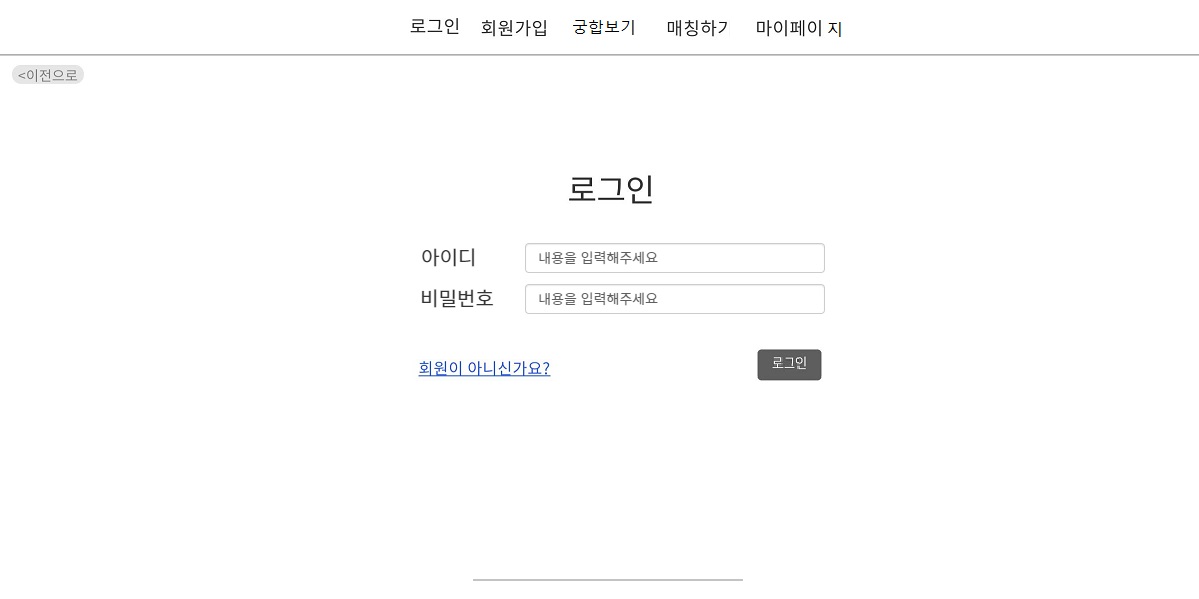 로그인 회원가입 궁합보기 매칭하기 마이페이지
<이전으로
로그인
아이디 내용을 입력해주세요
비밀번호 내용을 입력해주세요
회원이 아니신가요? 로그인